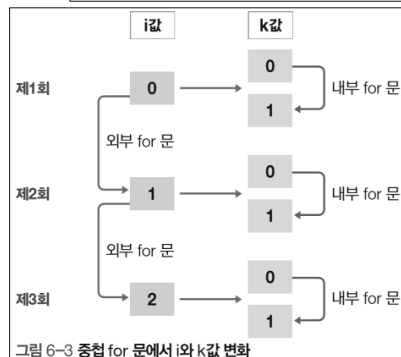 i값 k값
0
제1회 0 내부 for 문
1
외부 for 문
0
제2회 1 내부 for 문
1
외부 for 문
0
제3회 2 내부 for 문
1
그림 6-3 중첩 for 문에서 i와 k값 변화